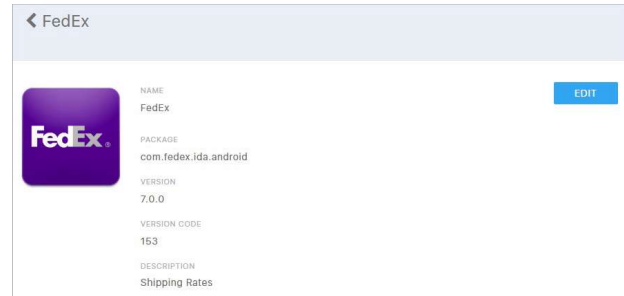 FedEx
FedEx®
NAME
FedEx
EDIT
PACKAGE
com.fedex.ida.android
VERSION
7.0.0
VERSION CODE
153
DESCRIPTION
Shipping Rates